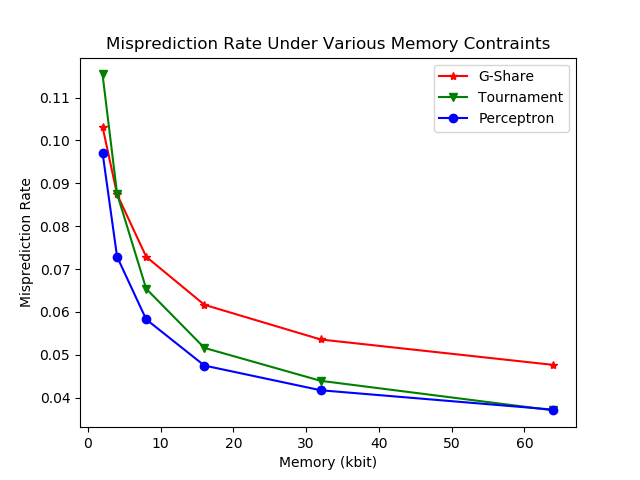 Misprediction Rate Under Various Memory Contraints
G-Share
Tournament
Perceptron
Misprediction Rate
0.11
0.10
0.09
0.08
0.07
0.06
0.05
0.04
0 10 20 30 40 50 60
Memory (kbit)